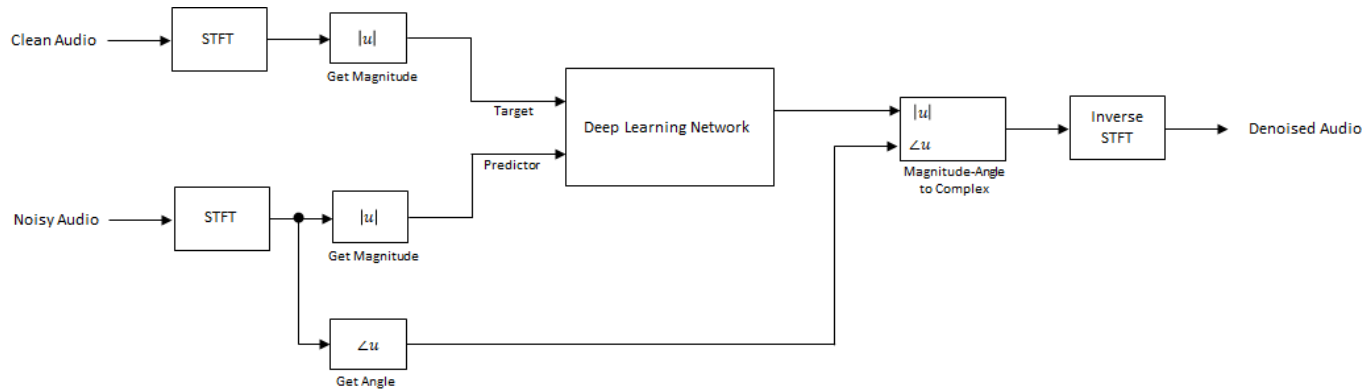 Clean Audio
STFT
|u|
Get Magnitude
Target
Deep Learning Network
Predictor
|u|
∠u
Magnitude-Angle
to Complex
Inverse
STFT
Denoised Audio
Noisy Audio
STFT
|u|
Get Magnitude
∠u
Get Angle